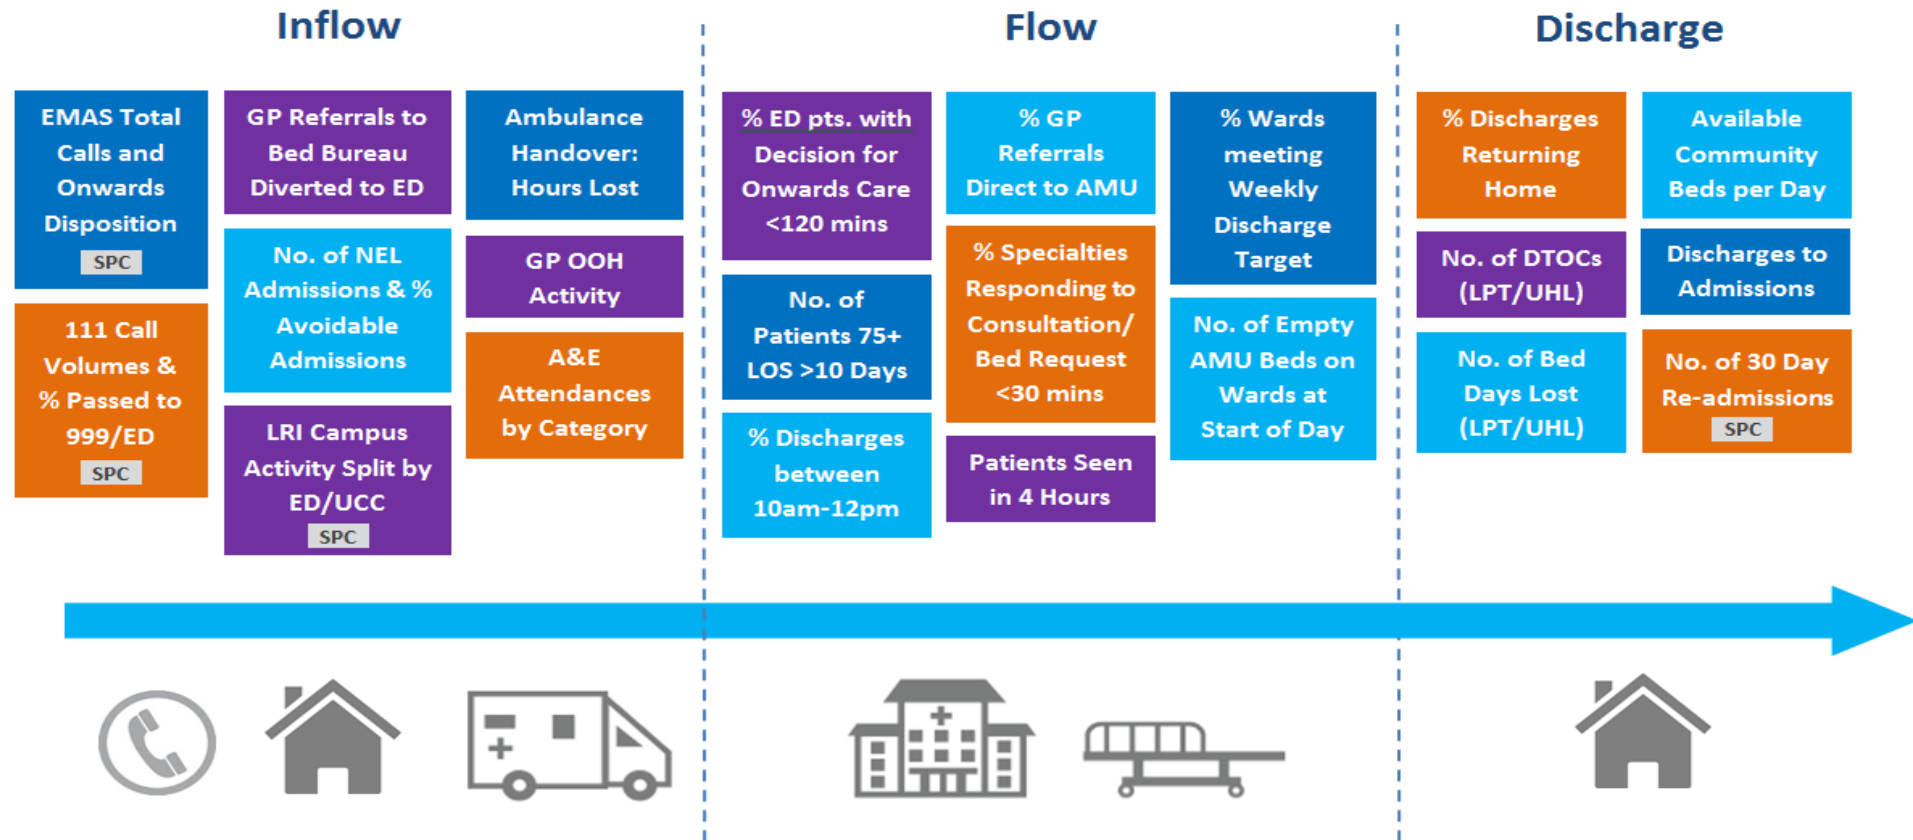 Inflow
Flow
Discharge
EMAS Total
Calls and
Onwards
Disposition
SPC
111 Call
Volumes &
% Passed to
999/ED
SPC
GP Referrals to
Bed Bureau
Diverted to ED
No. of NEL
Admissions & %
Avoidable
Admissions
LRI Campus
Activity Split by
ED/UCC
SPC
Ambulance
Handover:
Hours Lost
GP OOH
Activity
A&E
Attendances
by Category
% ED pts. with
Decision for
Onwards Care
<120 mins
No. of
Patients 75+
LOS >10 Days
% Discharges
between
10am-12pm
% GP
Referrals
Direct to AMU
% Specialties
Responding to
Consultation/
Bed Request
<30 mins
Patients Seen
in 4 Hours
% Wards
meeting
Weekly
Discharge
Target
No. of Empty
AMU Beds on
Wards at
Start of Day
% Discharges
Returning
Home
No. of DTOCs
(LPT/UHL)
No. of Bed
Days Lost
(LPT/UHL)
Available
Community
Beds per Day
Discharges to
Admissions
No. of 30 Day
Re-admissions
SPC